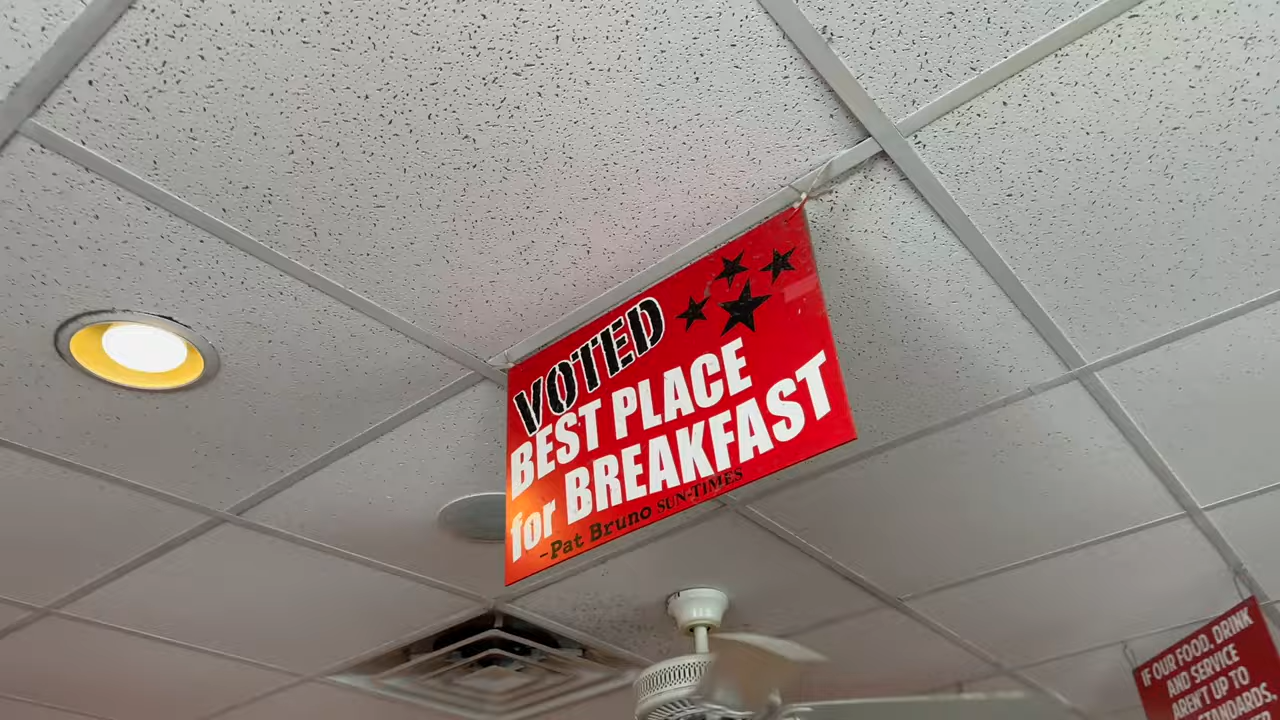 VOTED
BEST PLACE
for BREAKFAST
-Pat Bruno SUN-TIMES
IF OUR FOOD, DRINK
AND SERVICE
AREN'T UP TO
STANDARDS.